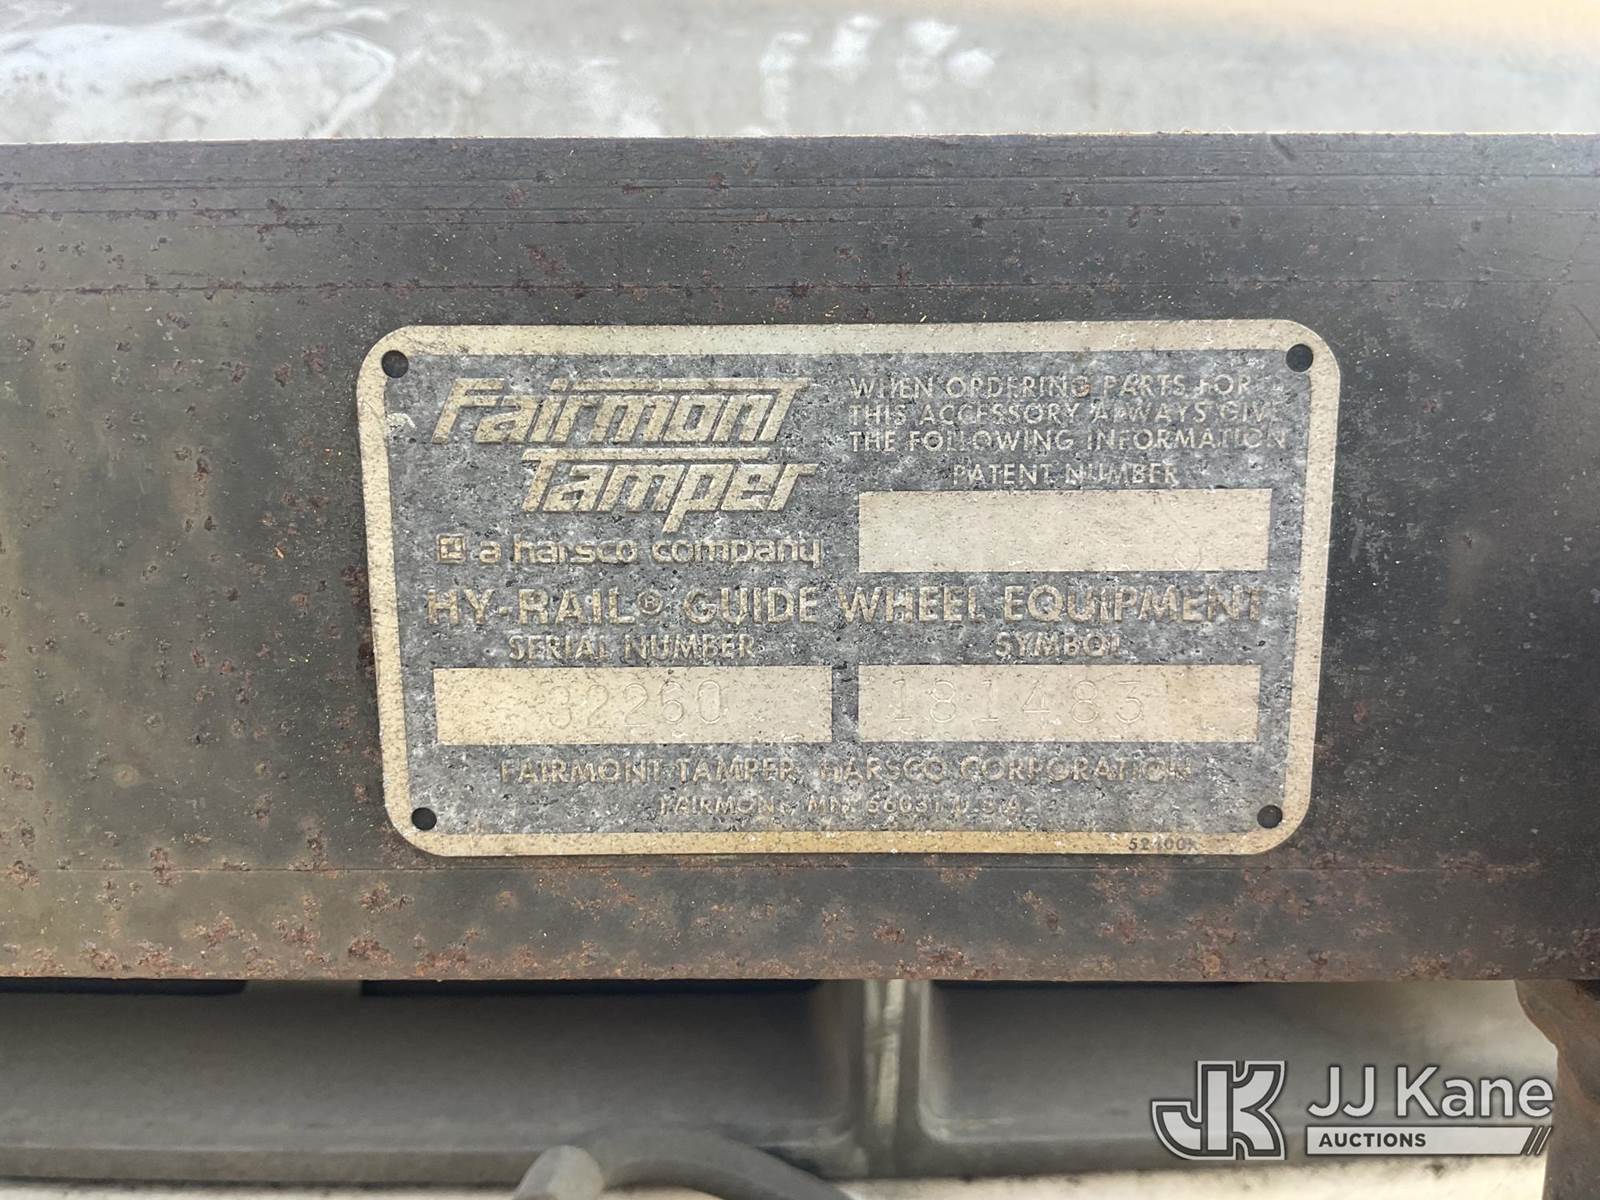 Fairmont
Tamper
a harsco company
WHEN ORDERING PARTS FOR
THIS ACCESSORY ALWAYS GIVE
THE FOLLOWING INFORMATION
PATENT NUMBER
HY-RAIL® GUIDE WHEEL EQUIPMENT
SERIAL NUMBER
SYMBOL
32260
181483
FAIRMONT TAMPER, HARSCO CORPORATION
FAIRMONT, MN 56031 U.S.A.
JJ Kane
AUCTIONS